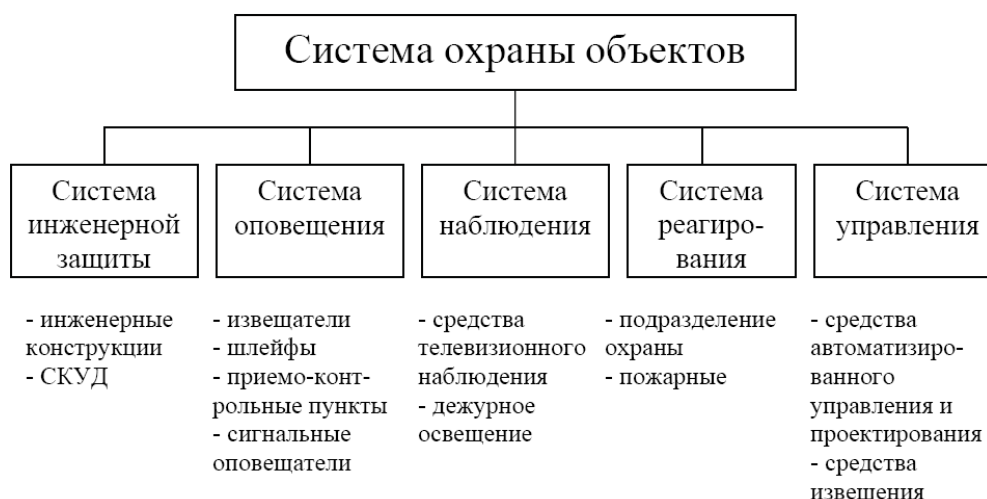 Система охраны объектов
Система
инженерной
защиты
Система
оповещения
Система
наблюдения
Система
реагиро-
вания
Система
управления
- инженерные
конструкции
- СКУД
- извещатели
- шлейфы
- приемо-конт-
рольные пункты
- сигнальные
оповещатели
- средства
телевизионного
наблюдения
- дежурное
освещение
- подразделение
охраны
- пожарные
- средства
автоматизиро-
ванного
управления и
проектирования
- средства
извещения